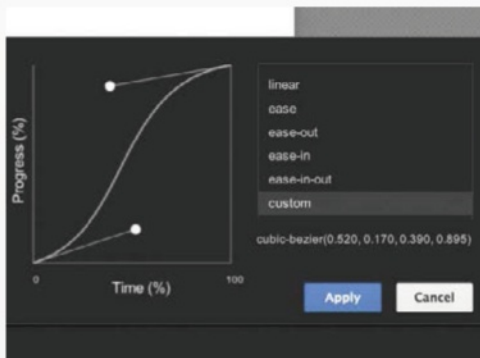 Progress (%)
0
100
Time (%)
linear
ease
ease-out
ease-in
ease-in-out
custom
cubic-bezier(0.520, 0.170, 0.390, 0.895)
Apply
Cancel